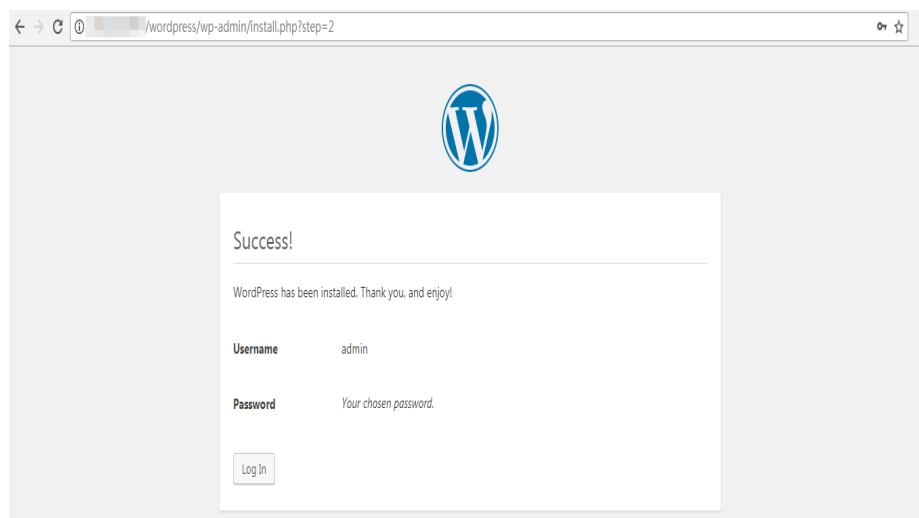 /wordpress/wp-admin/install.php?step=2
Success!
WordPress has been installed. Thank you, and enjoy!
Username admin
Password Your chosen password.
Log In